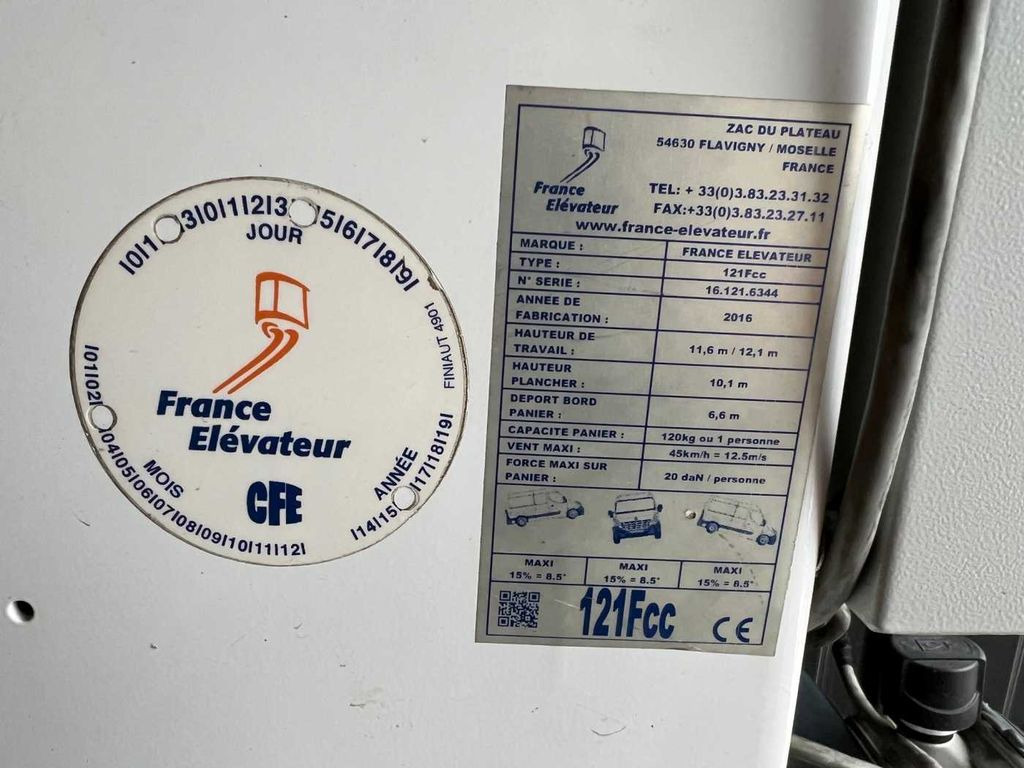 |0|1| |3|0|1|2|3| |5|6|7|8|9|
JOUR
FINIAUT 4901
|01|02| |04|05|06|07|08|09|10|11|12|
MOIS
France
Elévateur
CFE
ANNÉE
|14|15| |17|18|19|
ZAC DU PLATEAU
54630 FLAVIGNY / MOSELLE
FRANCE
France
Elévateur
TEL: + 33(0)3.83.23.31.32
FAX:+33(0)3.83.23.27.11
www.france-elevateur.fr
MARQUE : FRANCE ELEVATEUR
TYPE : 121Fcc
N° SERIE : 16.121.6344
ANNEE DE
FABRICATION : 2016
HAUTEUR DE
TRAVAIL : 11,6 m / 12,1 m
HAUTEUR
PLANCHER : 10,1 m
DEPORT BORD
PANIER : 6,6 m
CAPACITE PANIER : 120kg ou 1 personne
VENT MAXI : 45km/h = 12.5m/s
FORCE MAXI SUR
PANIER : 20 daN / personne
MAXI MAXI MAXI
15% = 8.5° 15% = 8.5° 15% = 8.5°
121Fcc CE